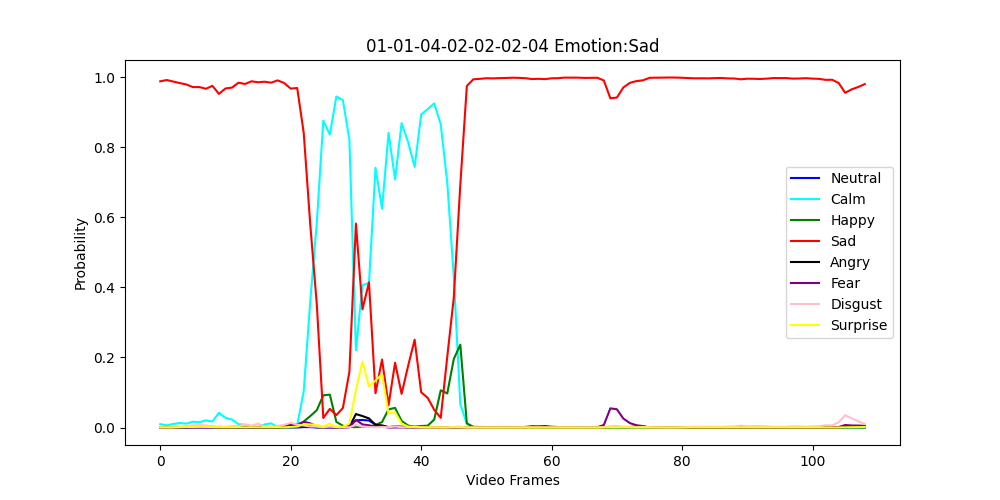 01-01-04-02-02-02-04 Emotion:Sad
Probability
1.0
0.8
0.6
0.4
0.2
0.0
0
20
40
60
80
100
Video Frames
Neutral
Calm
Happy
Sad
Angry
Fear
Disgust
Surprise